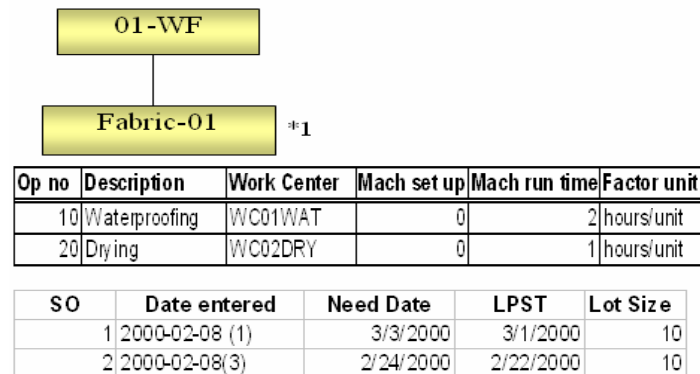 01-WF
Fabric-01 *1
Op no Description Work Center Mach set up Mach run time Factor unit
10 Waterproofing WC01WAT 0 2 hours/unit
20 Drying WC02DRY 0 1 hours/unit
SO Date entered Need Date LPST Lot Size
1 2000-02-08 (1) 3/3/2000 3/1/2000 10
2 2000-02-08(3) 2/24/2000 2/22/2000 10